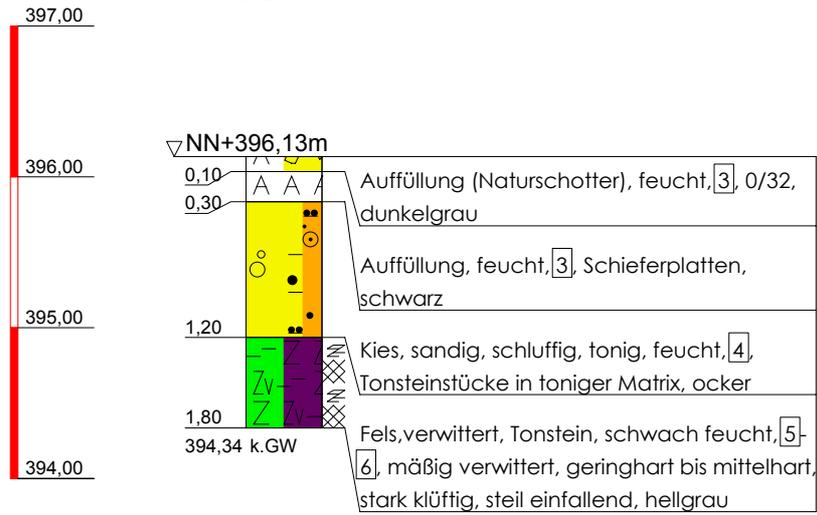 397,00
NN+396,13m
396,00
0,10
Auffüllung (Naturschotter), feucht, 3, 0/32,
dunkelgrau
0,30
Auffüllung, feucht, 3, Schieferplatten,
schwarz
395,00
1,20
Kies, sandig, schluffig, tonig, feucht, 4,
Tonsteinstücke in toniger Matrix, ocker
1,80
394,34 k.GW
Fels,verwittert, Tonstein, schwach feucht, 5-
6, mäßig verwittert, geringhart bis mittelhart,
stark klüftig, steil einfallend, hellgrau
394,00
A A A
Z
Zv
Z Zv